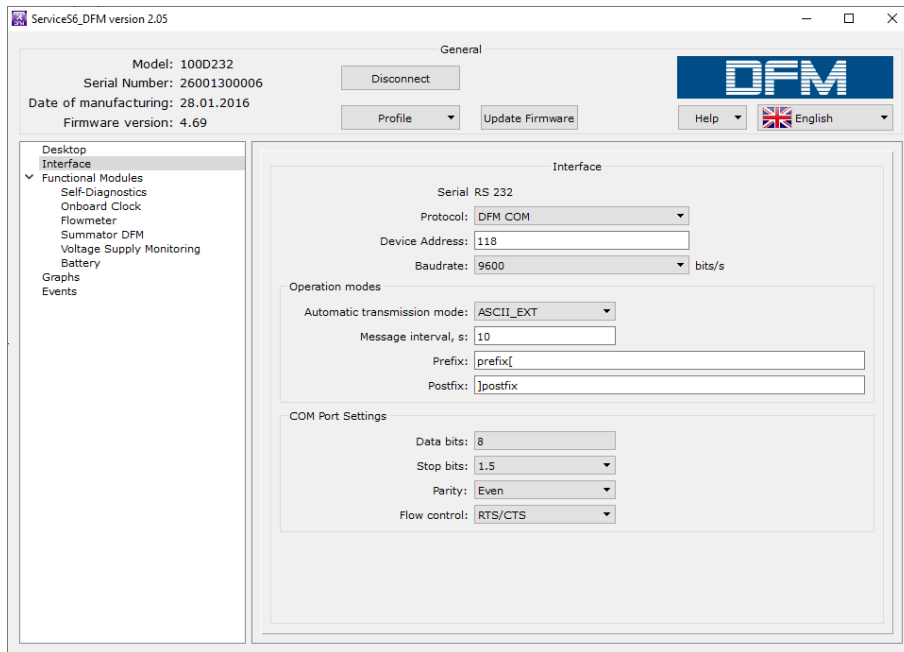 ServiceS6_DFM version 2.05
General
Model: 100D232
Serial Number: 26001300006
Date of manufacturing: 28.01.2016
Firmware version: 4.69
Disconnect
Profile
Update Firmware
DFM
Help
English
Desktop
Interface
Functional Modules
Self-Diagnostics
Onboard Clock
Flowmeter
Summator DFM
Voltage Supply Monitoring
Battery
Graphs
Events
Interface
Serial RS 232
Protocol: DFM COM
Device Address: 118
Baudrate: 9600 bits/s
Operation modes
Automatic transmission mode: ASCII_EXT
Message interval, s: 10
Prefix: prefix[
Postfix: ]postfix
COM Port Settings
Data bits: 8
Stop bits: 1.5
Parity: Even
Flow control: RTS/CTS